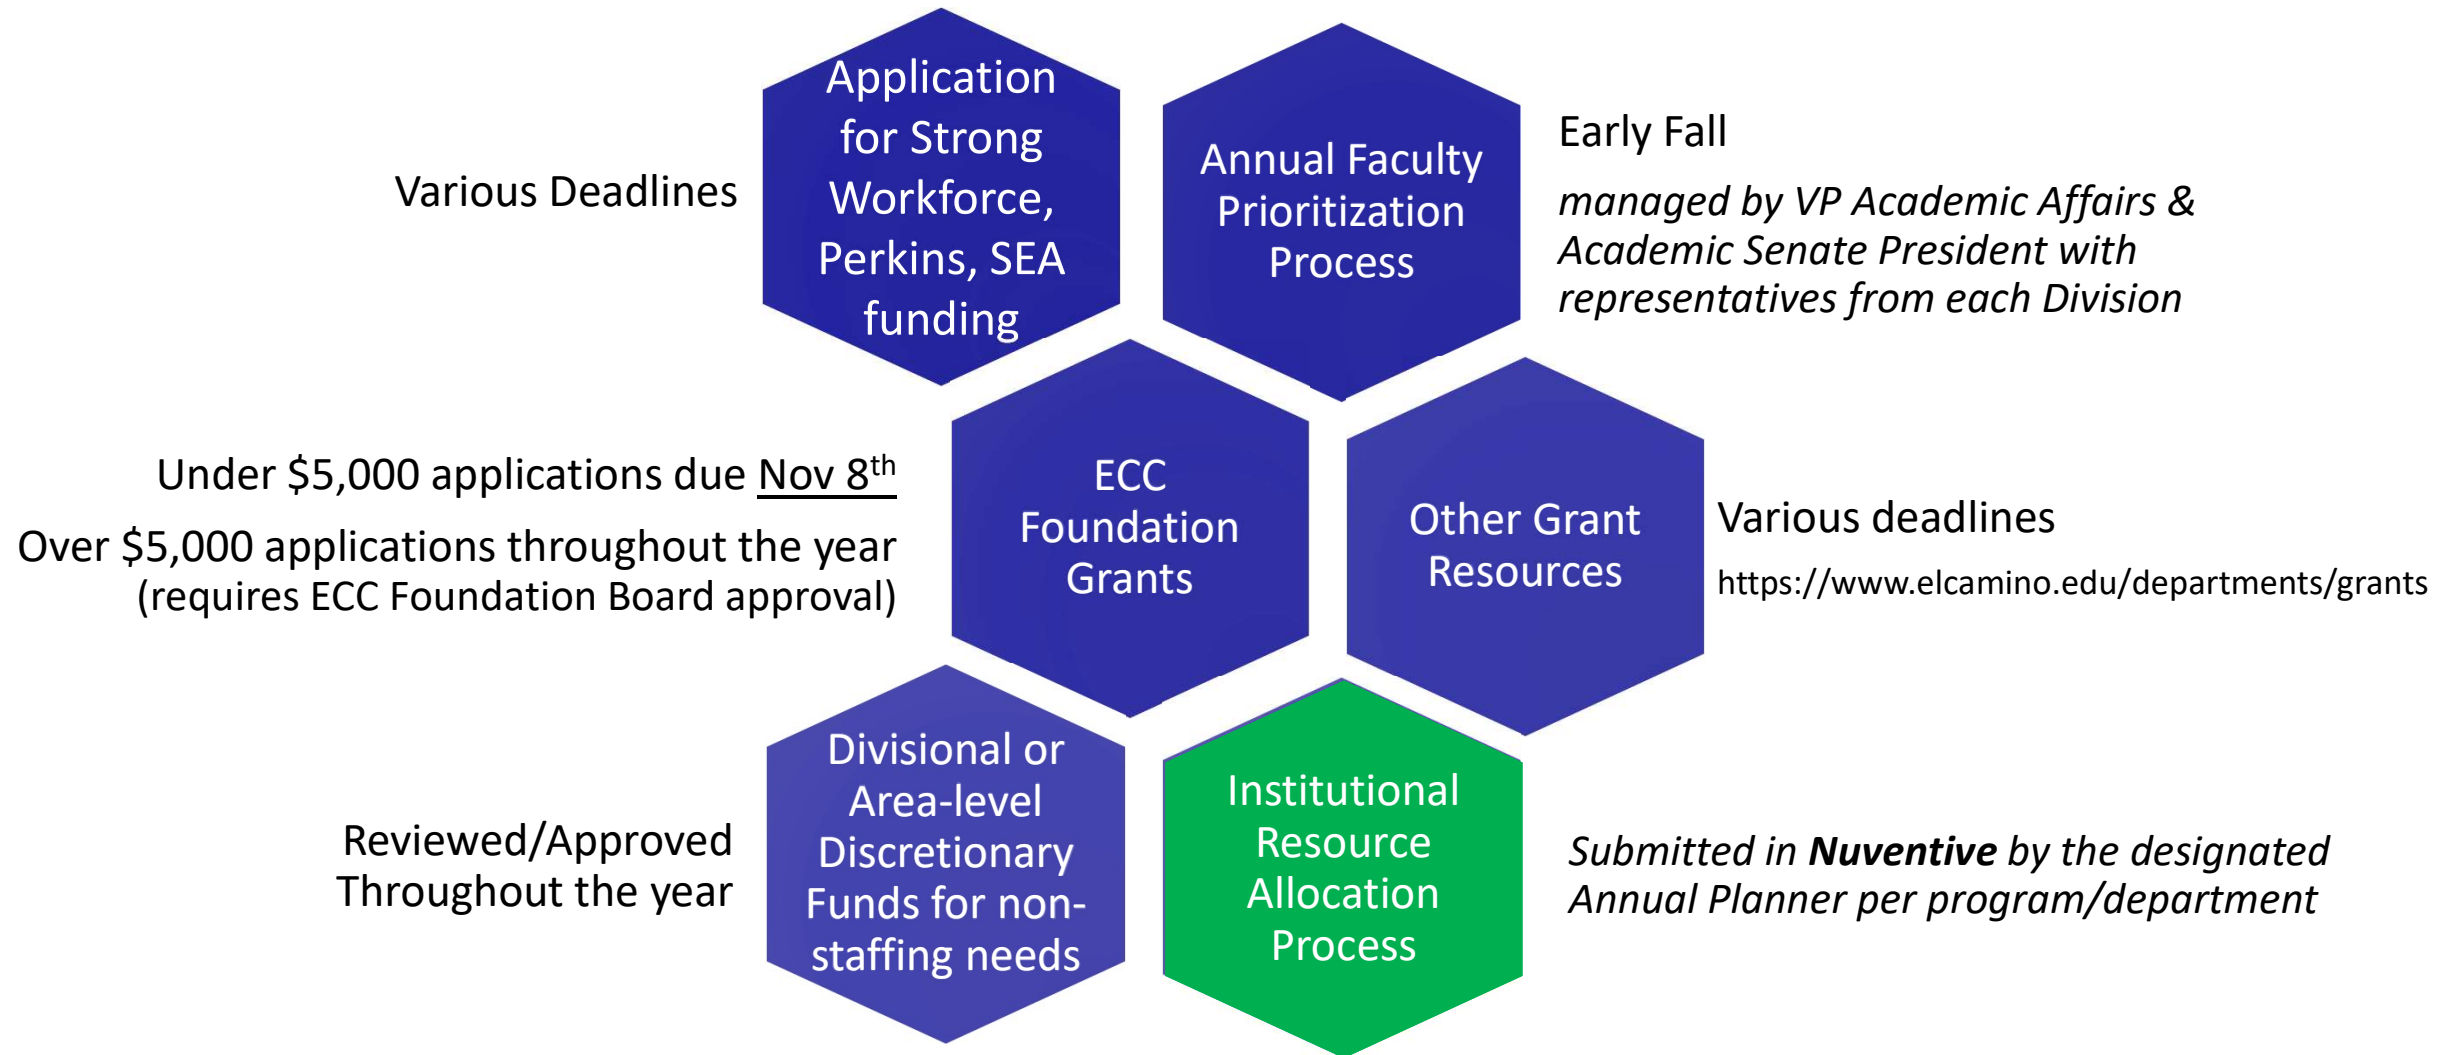 Various Deadlines
Application
for Strong
Workforce,
Perkins, SEA
funding
Annual Faculty
Prioritization
Process
Early Fall
managed by VP Academic Affairs &
Academic Senate President with
representatives from each Division
Under $5,000 applications due Nov 8th
Over $5,000 applications throughout the year
(requires ECC Foundation Board approval)
ECC
Foundation
Grants
Other Grant
Resources
Various deadlines
https://www.elcamino.edu/departments/grants
Reviewed/Approved
Throughout the year
Divisional or
Area-level
Discretionary
Funds for non-
staffing needs
Institutional
Resource
Allocation
Process
Submitted in Nuventive by the designated
Annual Planner per program/department